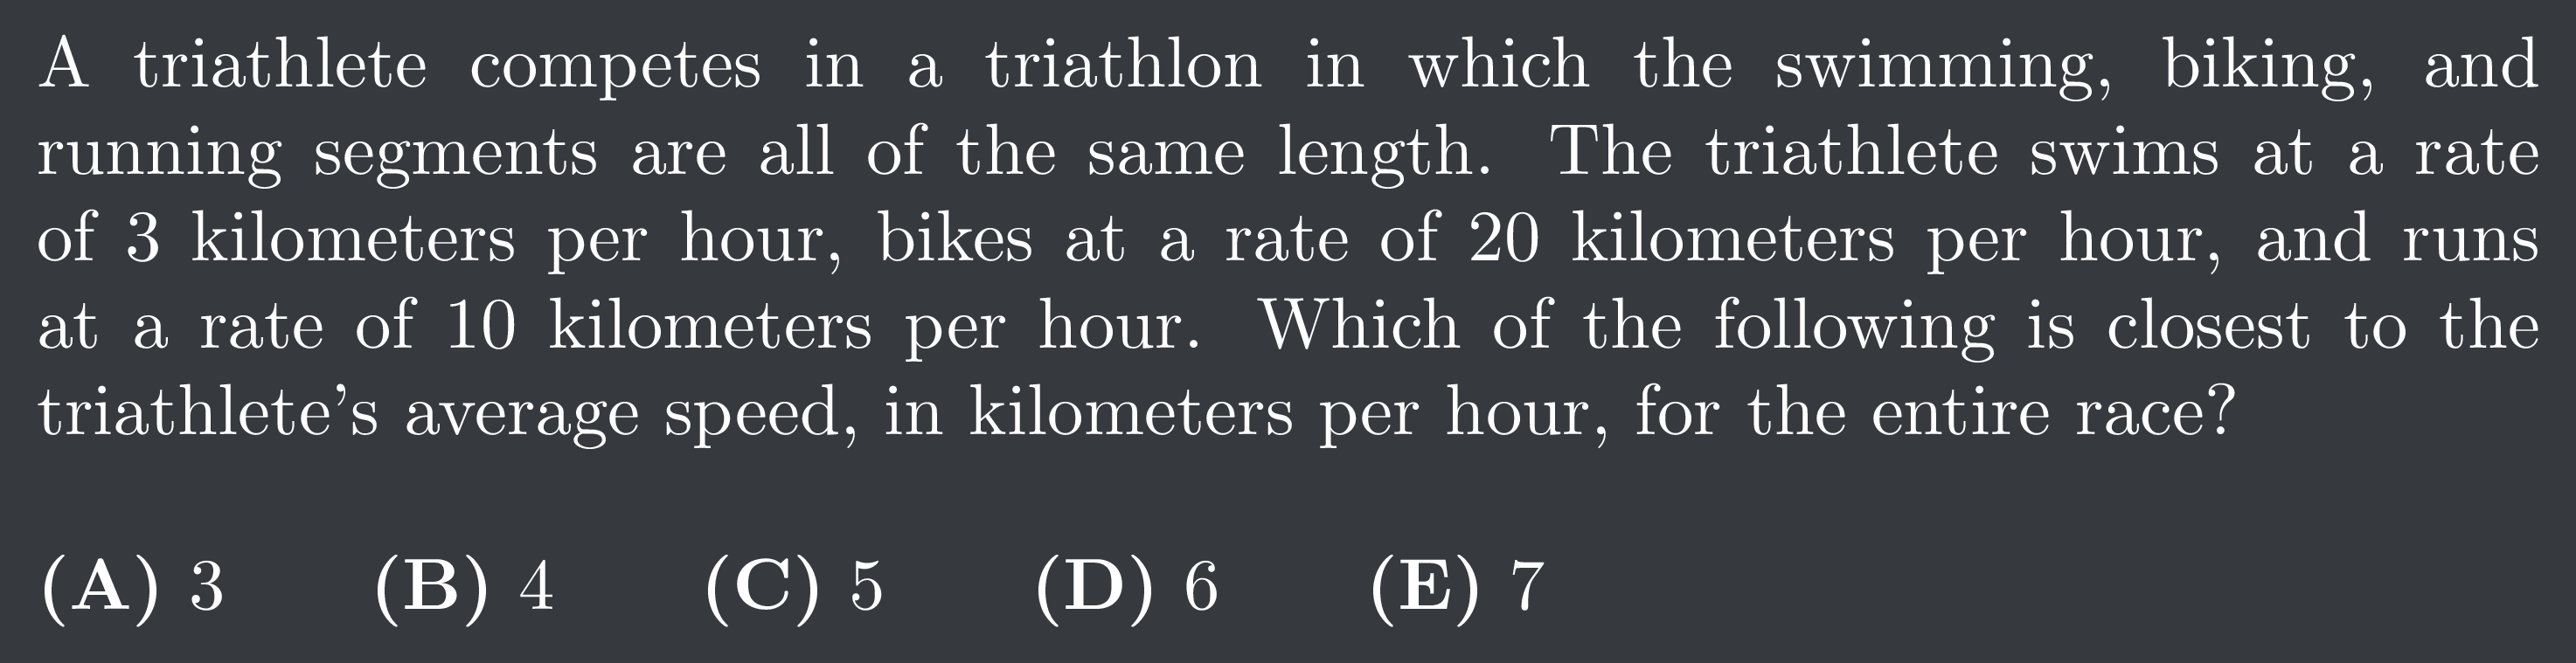 A triathlete competes in a triathlon in which the swimming, biking, and
running segments are all of the same length. The triathlete swims at a rate
of 3 kilometers per hour, bikes at a rate of 20 kilometers per hour, and runs
at a rate of 10 kilometers per hour. Which of the following is closest to the
triathlete's average speed, in kilometers per hour, for the entire race?
(A) 3 (B) 4 (C) 5 (D) 6 (E) 7